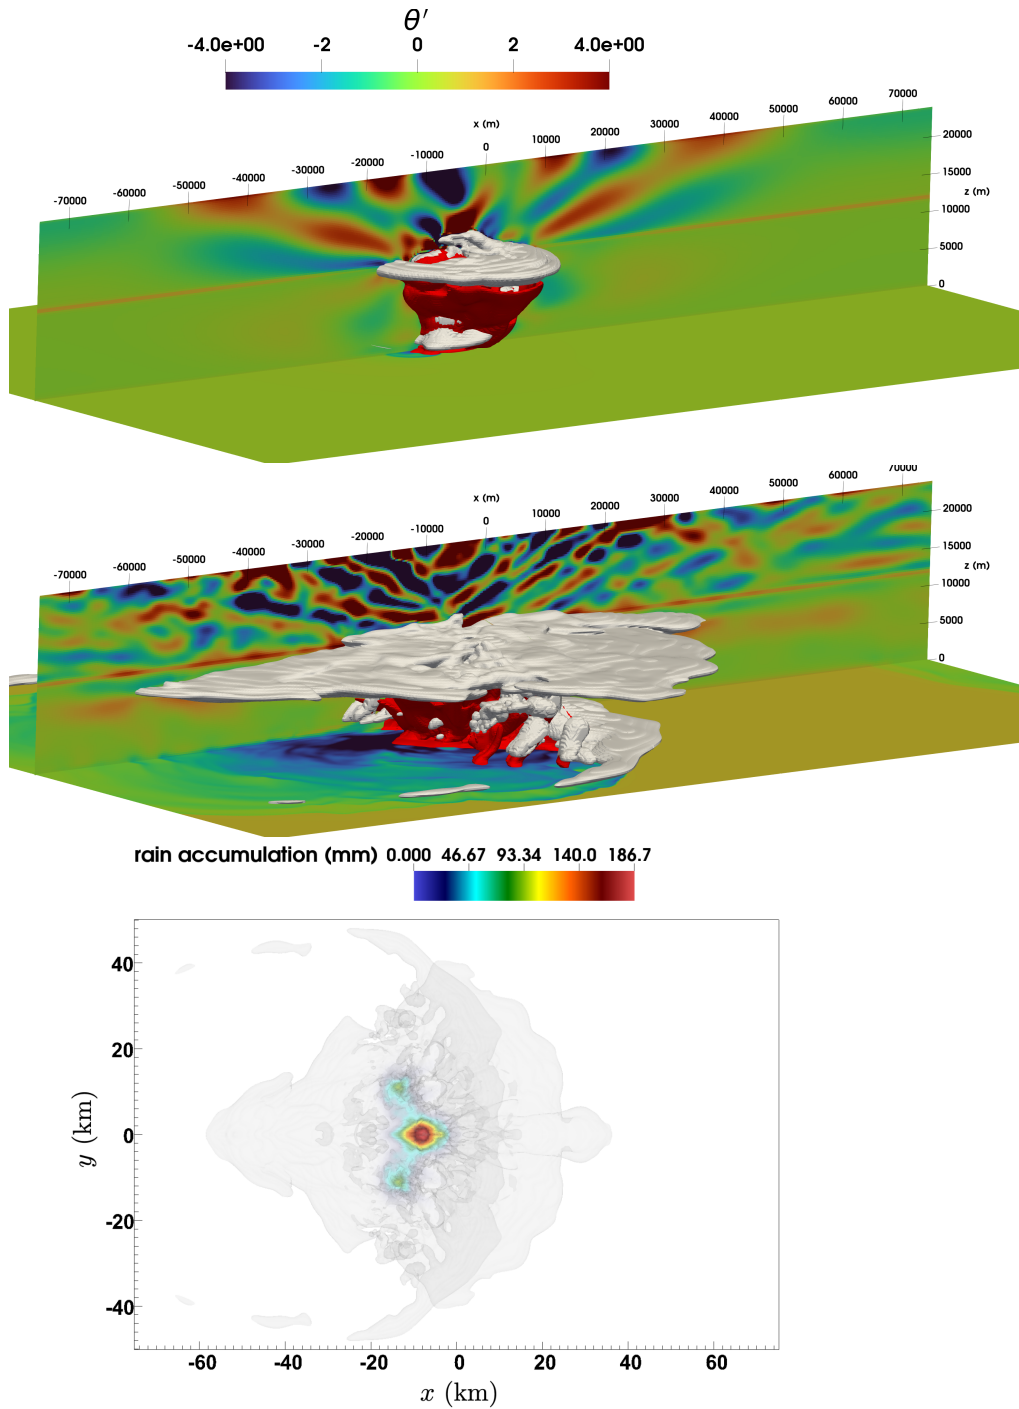 θ′
-4.0e+00 -2 0 2 4.0e+00
x (m)
-70000 -60000 -50000 -40000 -30000 -20000 -10000 0 10000 20000 30000 40000 50000 60000 70000
20000
15000
z (m)
10000
5000
0
x (m)
-70000 -60000 -50000 -40000 -30000 -20000 -10000 0 10000 20000 30000 40000 50000 60000 70000
20000
15000
z (m)
10000
5000
0
rain accumulation (mm) 0.000 46.67 93.34 140.0 186.7
40
20
0
-20
-40
y (km)
-60 -40 -20 0 20 40 60
x (km)